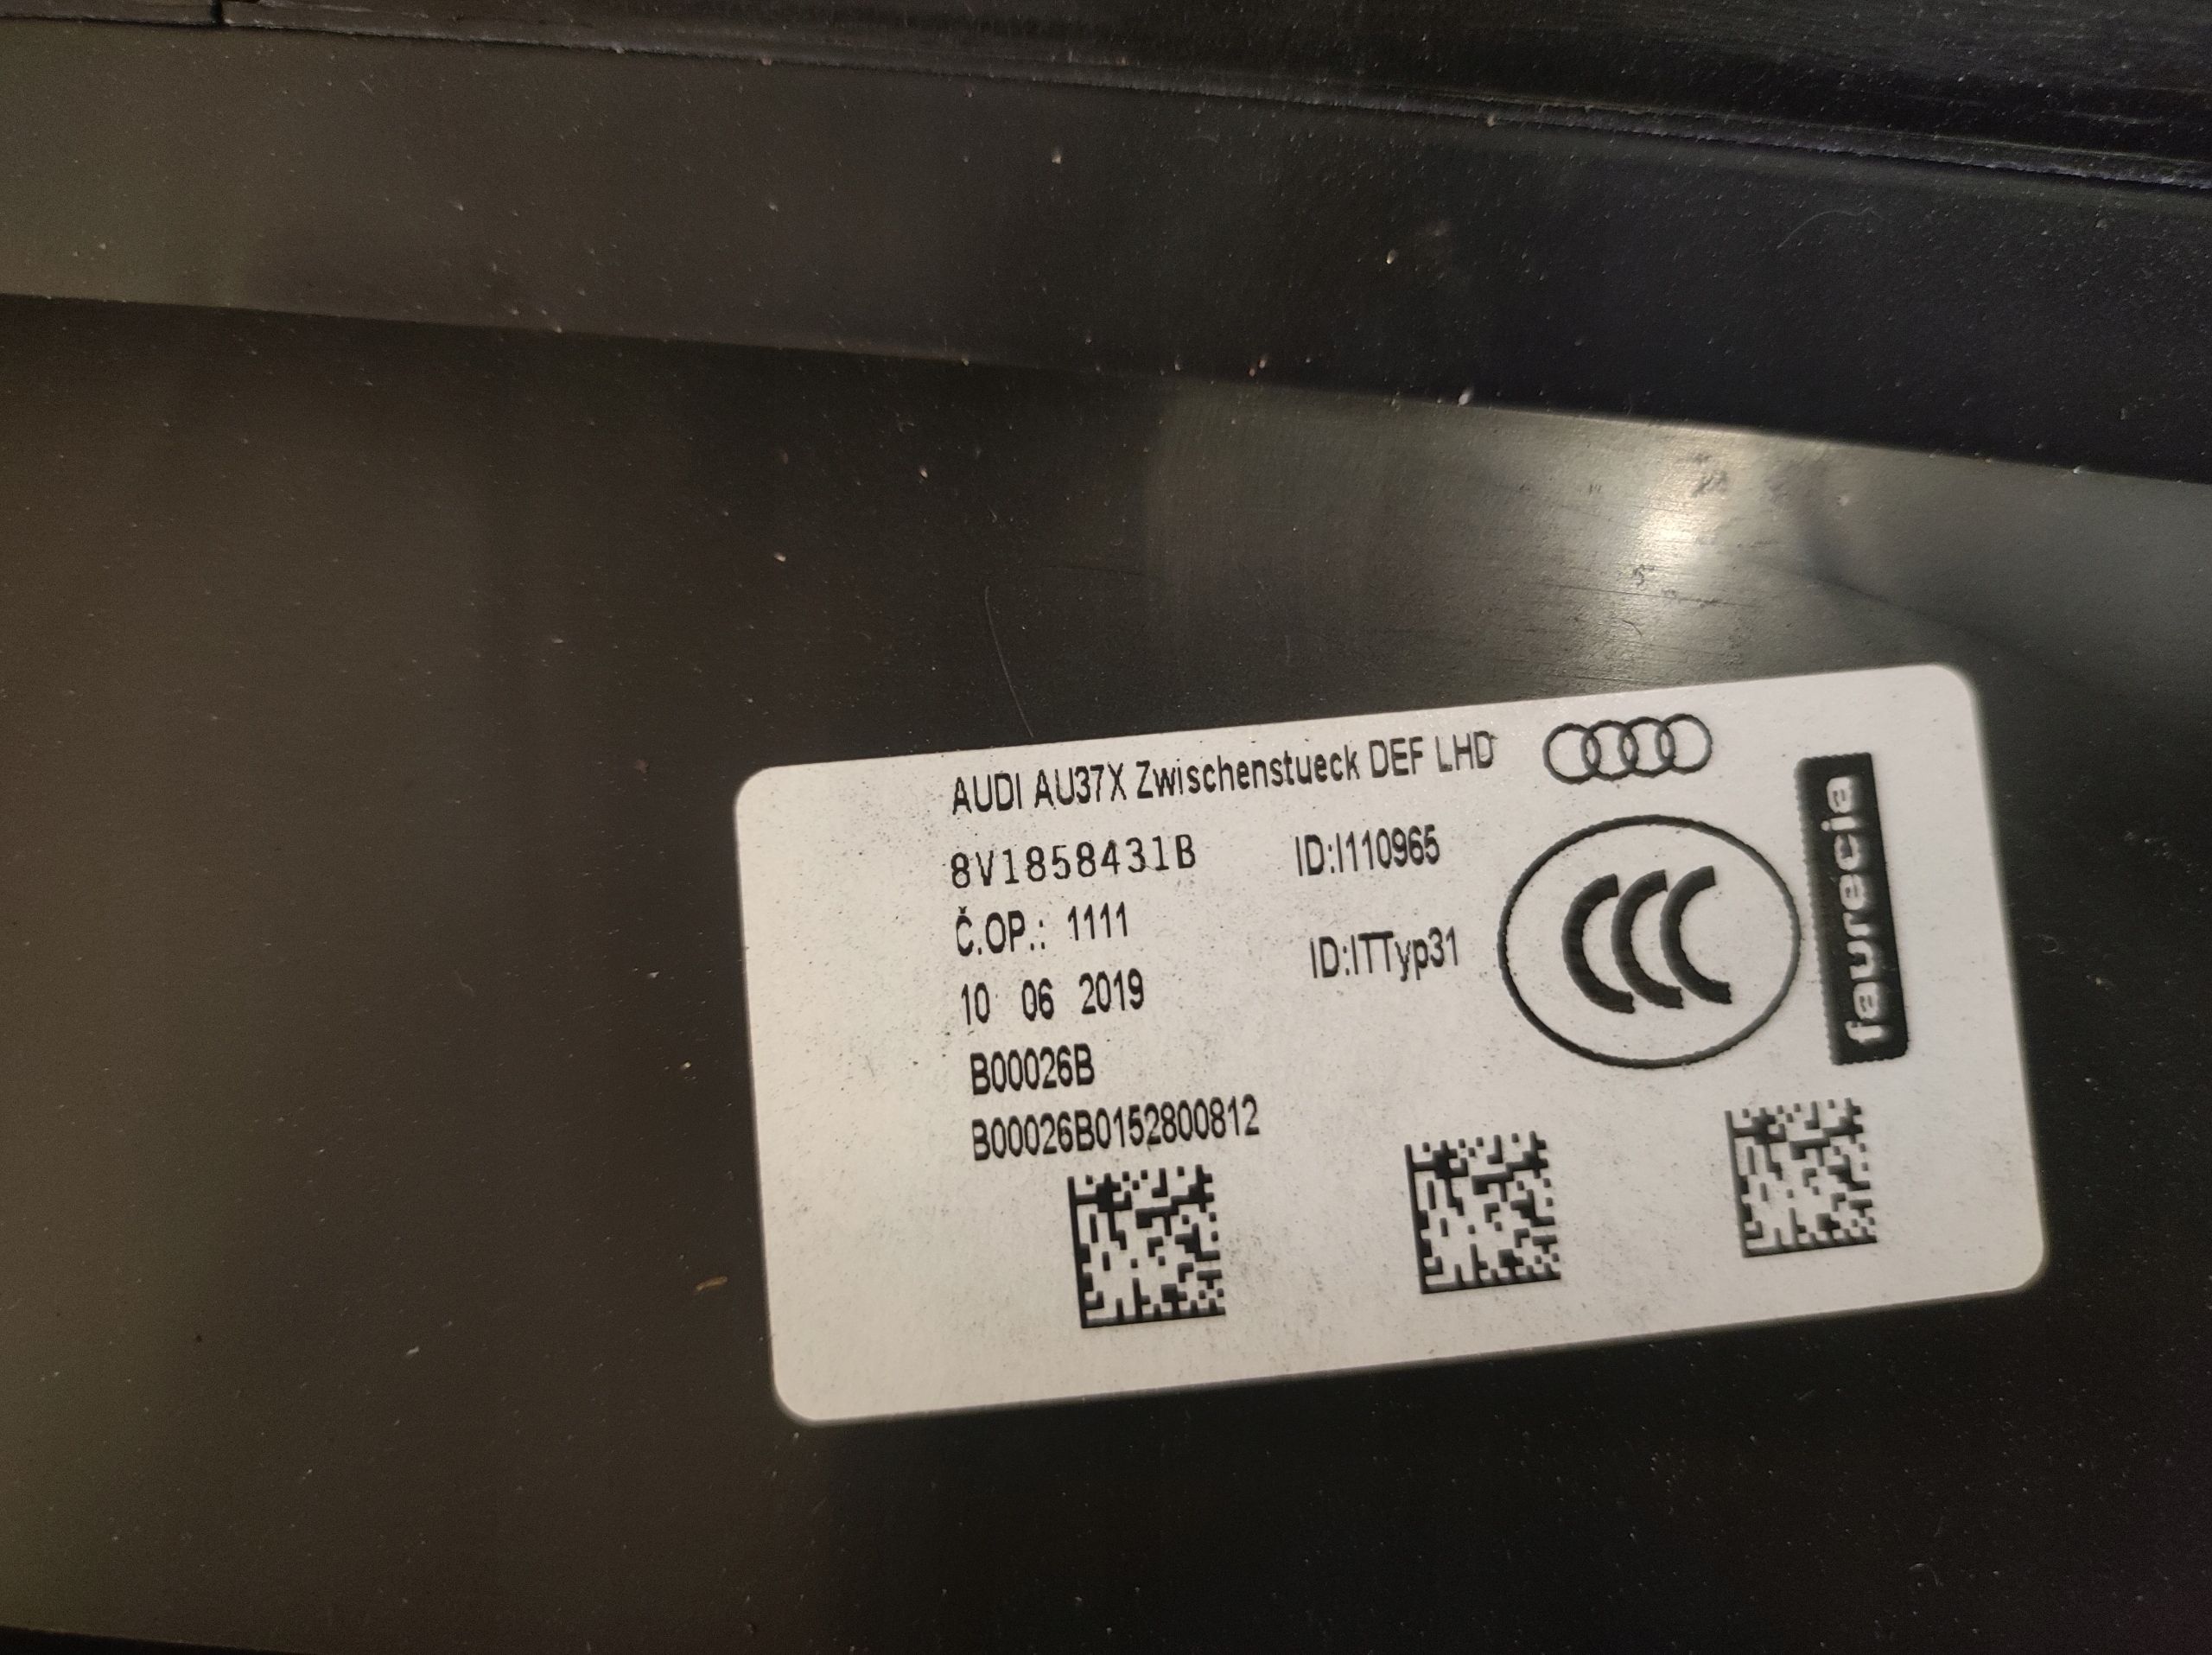 AUDI AU37X Zwischenstueck DEF LHD
8V1858431B ID:I110965
Č.OP.: 1111
ID:ITTyp31
10 06 2019
B00026B
B00026B0152800812
CCC
faurecia